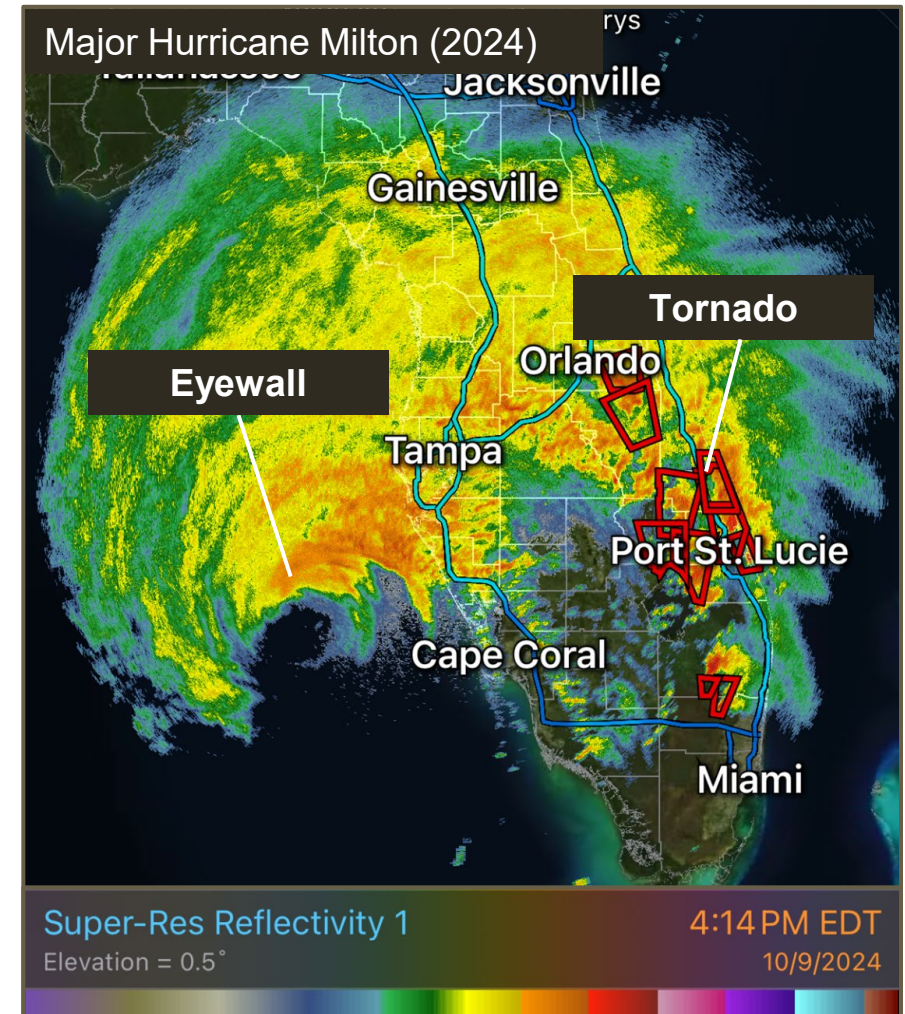 Major Hurricane Milton (2024)
rys
Jacksonville
Gainesville
Tornado
Orlando
Eyewall
Tampa
Port St. Lucie
Cape Coral
Miami
Super-Res Reflectivity 1
4:14 PM EDT
Elevation = 0.5°
10/9/2024